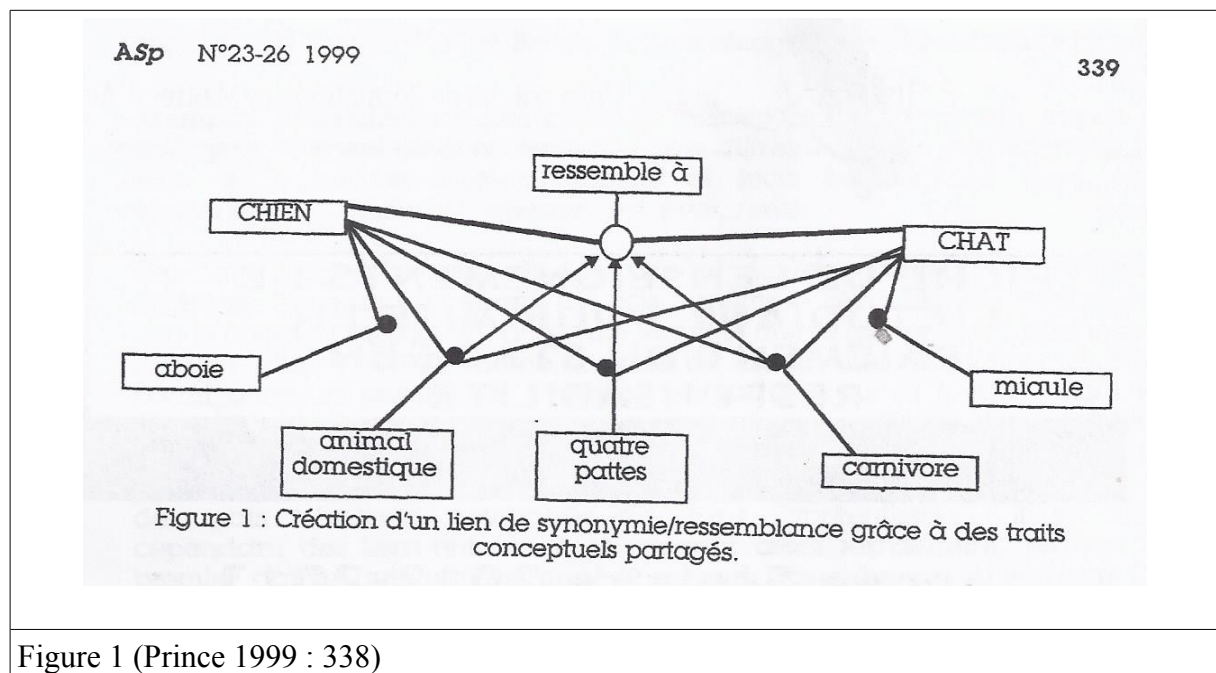 ASp N°23-26 1999
339
ressemble à
CHIEN
CHAT
aboie
miaule
animal
domestique
quatre
pattes
carnivore
Figure 1 : Création d'un lien de synonymie/ressemblance grâce à des traits
conceptuels partagés.
Figure 1 (Prince 1999 : 338)